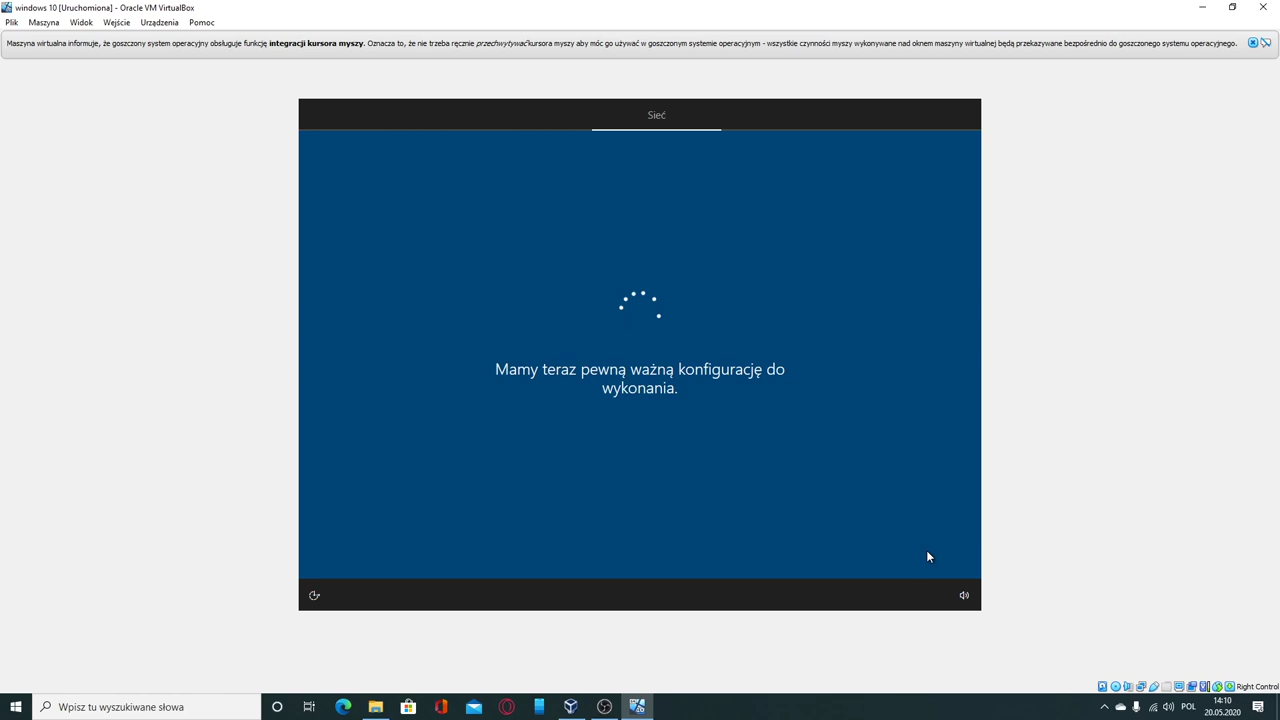 windows 10 [Uruchomiona] - Oracle VM VirtualBox
Plik Maszyna Widok Wejście Urządzenia Pomoc
Maszyna wirtualna informuje, że goszczony system operacyjny obsługuje funkcję integracji kursora myszy. Oznacza to, że nie trzeba ręcznie przechwytywać kursora myszy aby móc go używać w goszczonym systemie operacyjnym - wszystkie czynności myszy wykonywane nad oknem maszyny wirtualnej będą przekazywane bezpośrednio do goszczonego systemu operacyjnego.
Sieć
Mamy teraz pewną ważną konfigurację do
wykonania.
Right Control
Wpisz tu wyszukiwane słowa
POL
14:10
20.05.2020